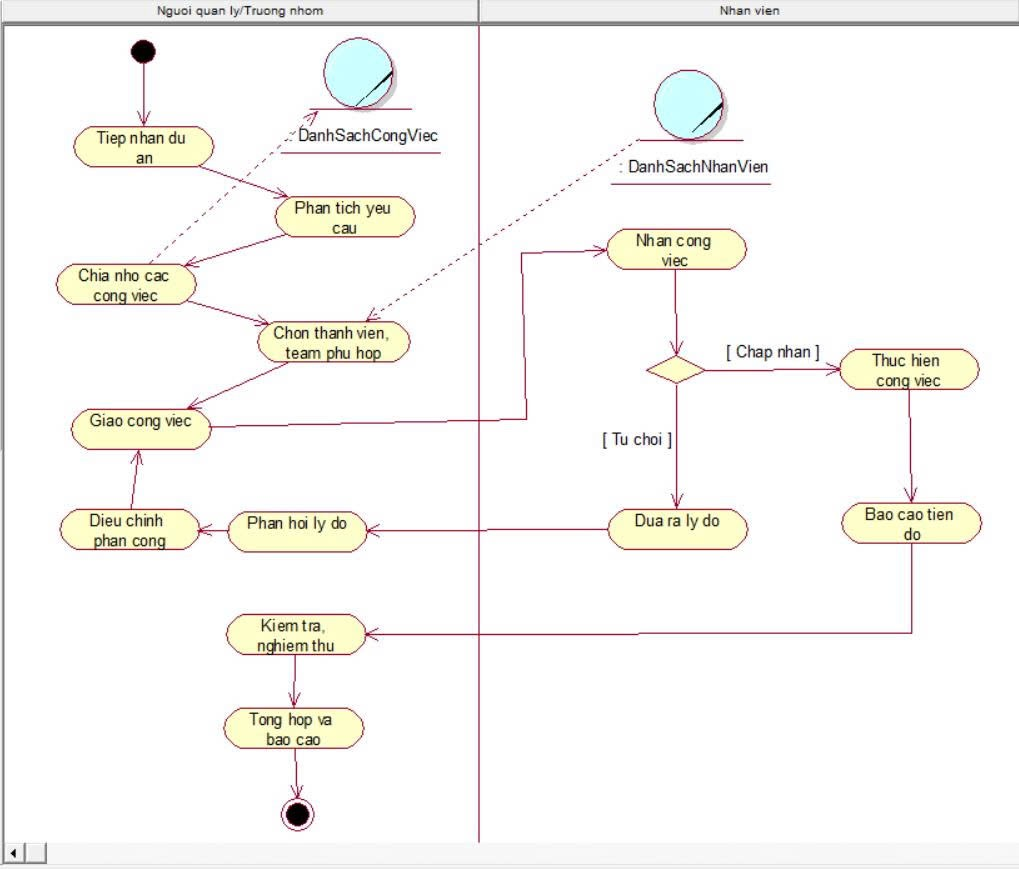 Nguoi quan ly/Truong nhom
Nhan vien
Tiep nhan du
an
: DanhSachCongViec
: DanhSachNhanVien
Phan tich yeu
cau
Chia nho cac
cong viec
Nhan cong
viec
Chon thanh vien,
team phu hop
[ Chap nhan ]
Thuc hien
cong viec
Giao cong viec
[ Tu choi ]
Dieu chinh
phan cong
Phan hoi ly do
Dua ra ly do
Bao cao tien
do
Kiem tra,
nghiem thu
Tong hop va
bao cao